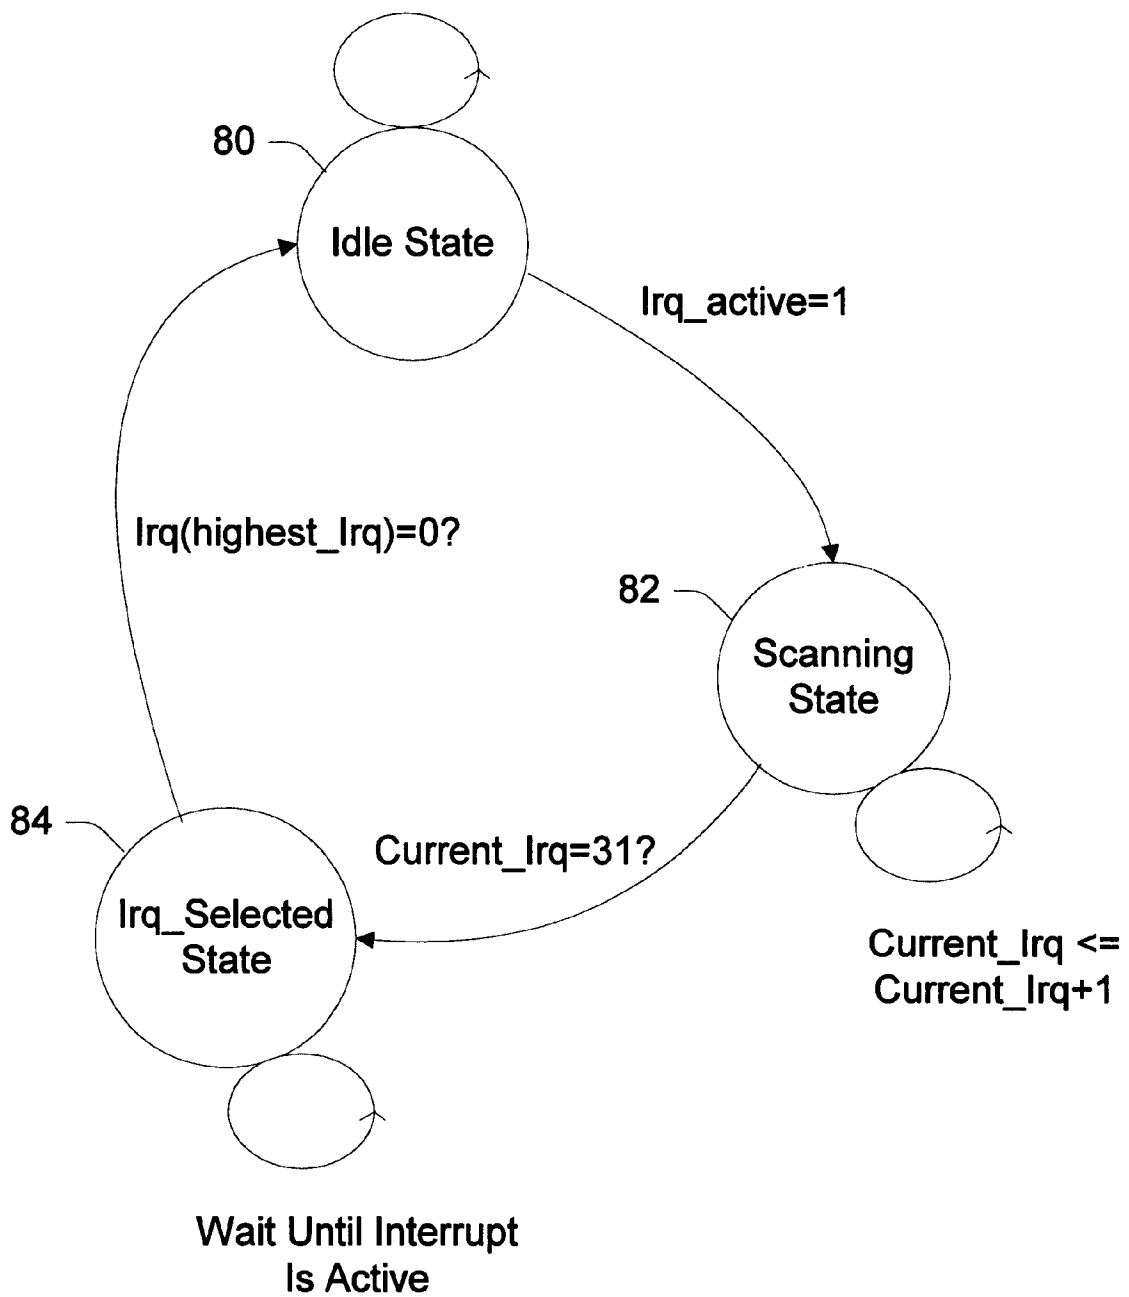 80
Idle State
Irq_active=1
Irq(highest_Irq)=0?
82
Scanning
State
84
Current_Irq=31?
Irq_Selected
State
Current_Irq <=
Current_Irq+1
Wait Until Interrupt
Is Active